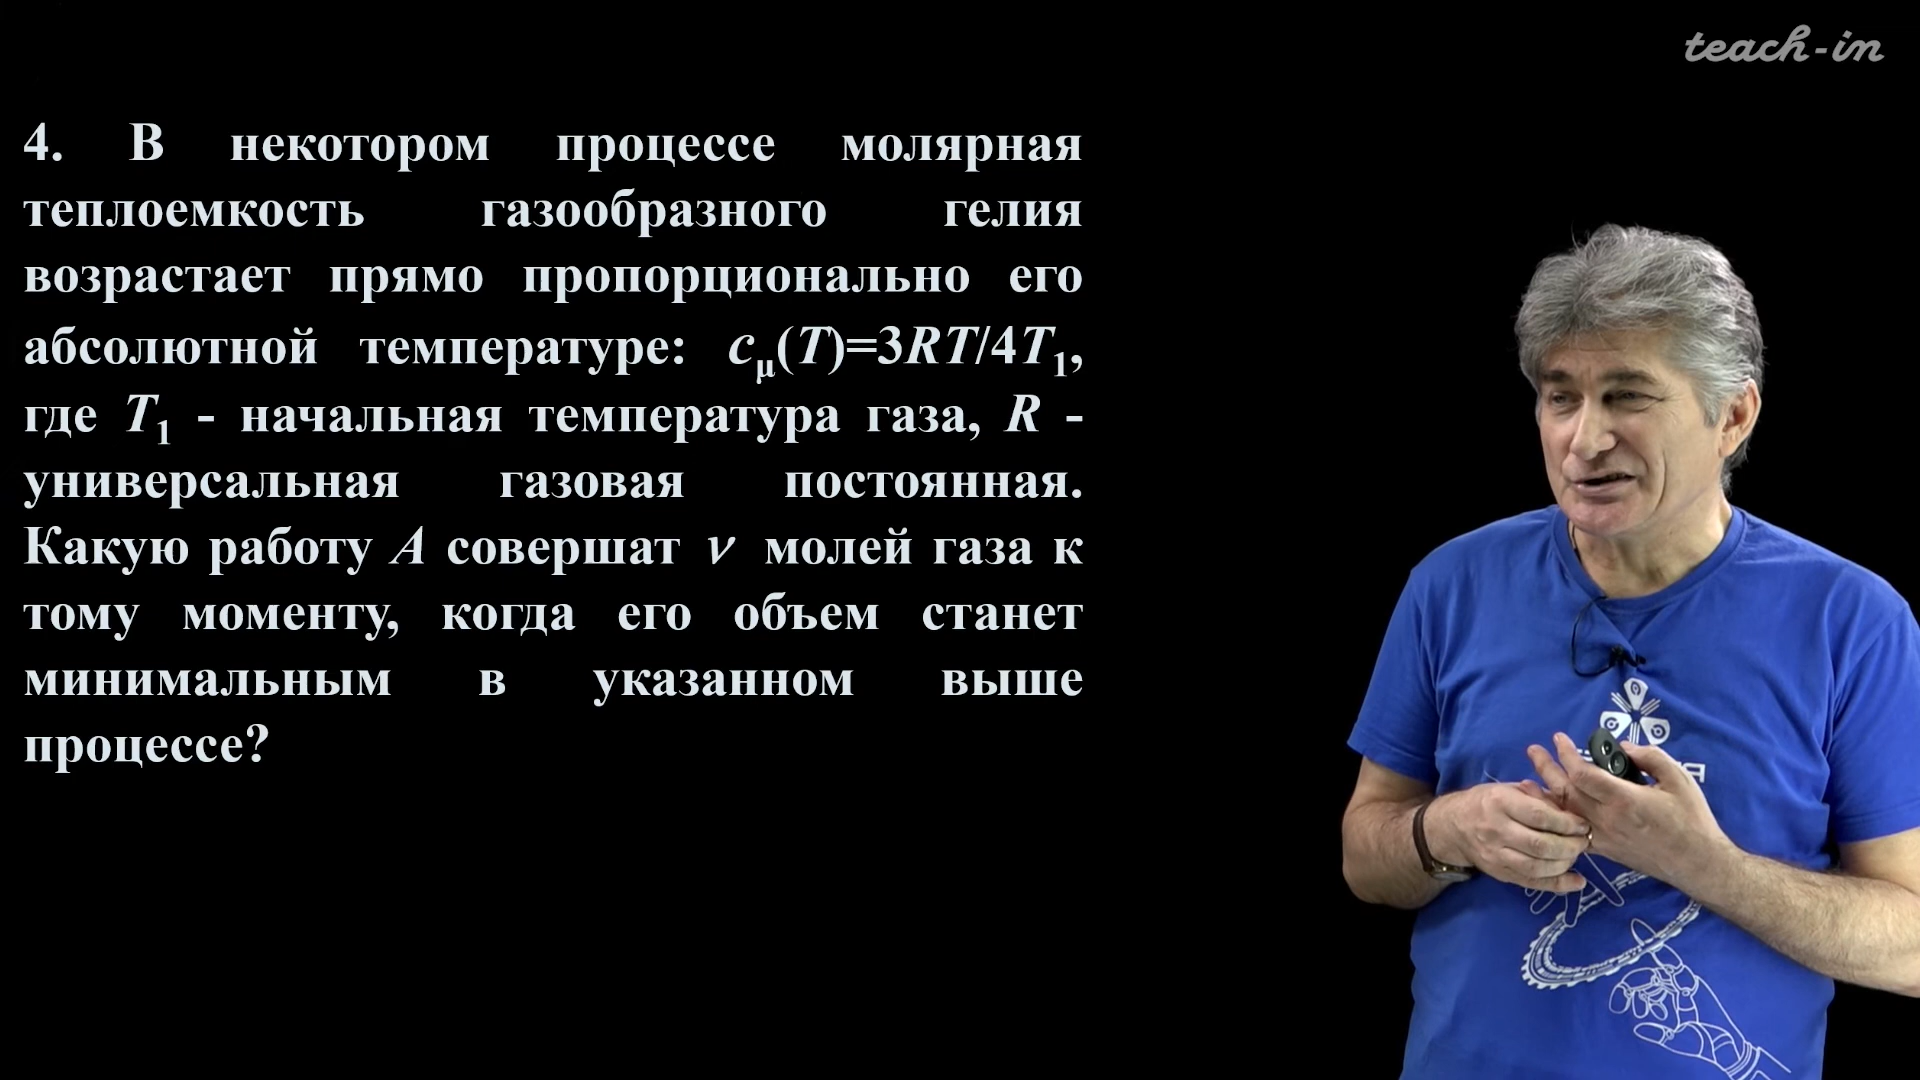 teach-in
4. В некотором процессе молярная
теплоемкость газообразного гелия
возрастает прямо пропорционально его
абсолютной температуре: cμ(T)=3RT/4T1,
где T1 - начальная температура газа, R -
универсальная газовая постоянная.
Какую работу A совершат ν молей газа к
тому моменту, когда его объем станет
минимальным в указанном выше
процессе?